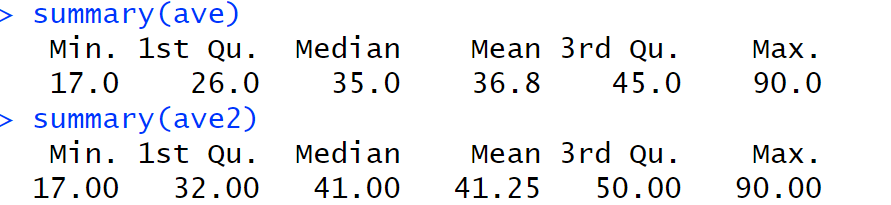 > summary(ave)
Min. 1st Qu. Median Mean 3rd Qu. Max.
17.0 26.0 35.0 36.8 45.0 90.0
> summary(ave2)
Min. 1st Qu. Median Mean 3rd Qu. Max.
17.00 32.00 41.00 41.25 50.00 90.00